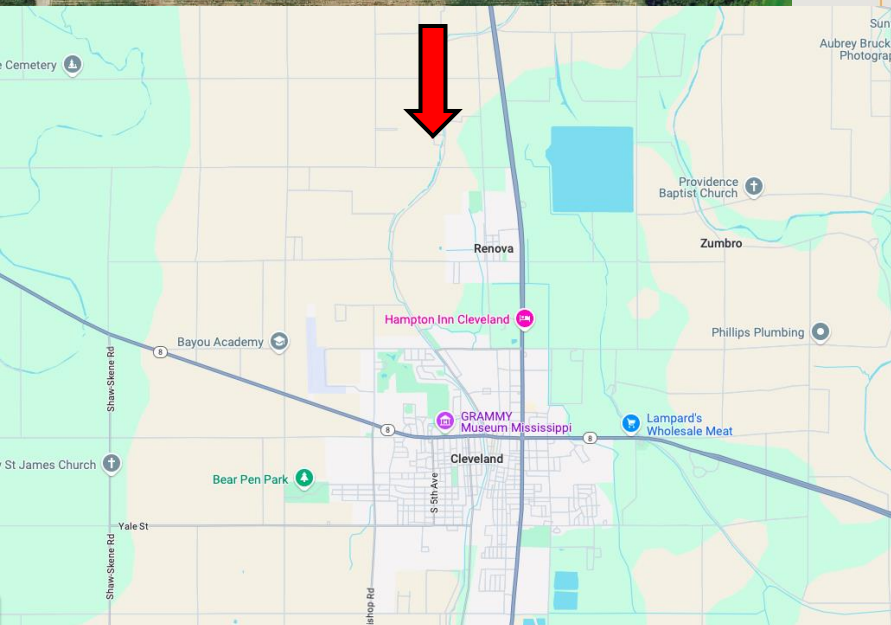 Sun
Aubrey Bruck
Photograp
e Cemetery
Providence
Baptist Church
Zumbro
Renova
Hampton Inn Cleveland
Phillips Plumbing
Bayou Academy
8
Shaw-Skene Rd
GRAMMY
Museum Mississippi
Lampard's
Wholesale Meat
8
8
Cleveland
y St James Church
Bear Pen Park
S 5th Ave
Yale St
Shaw-Skene Rd
ishop Rd